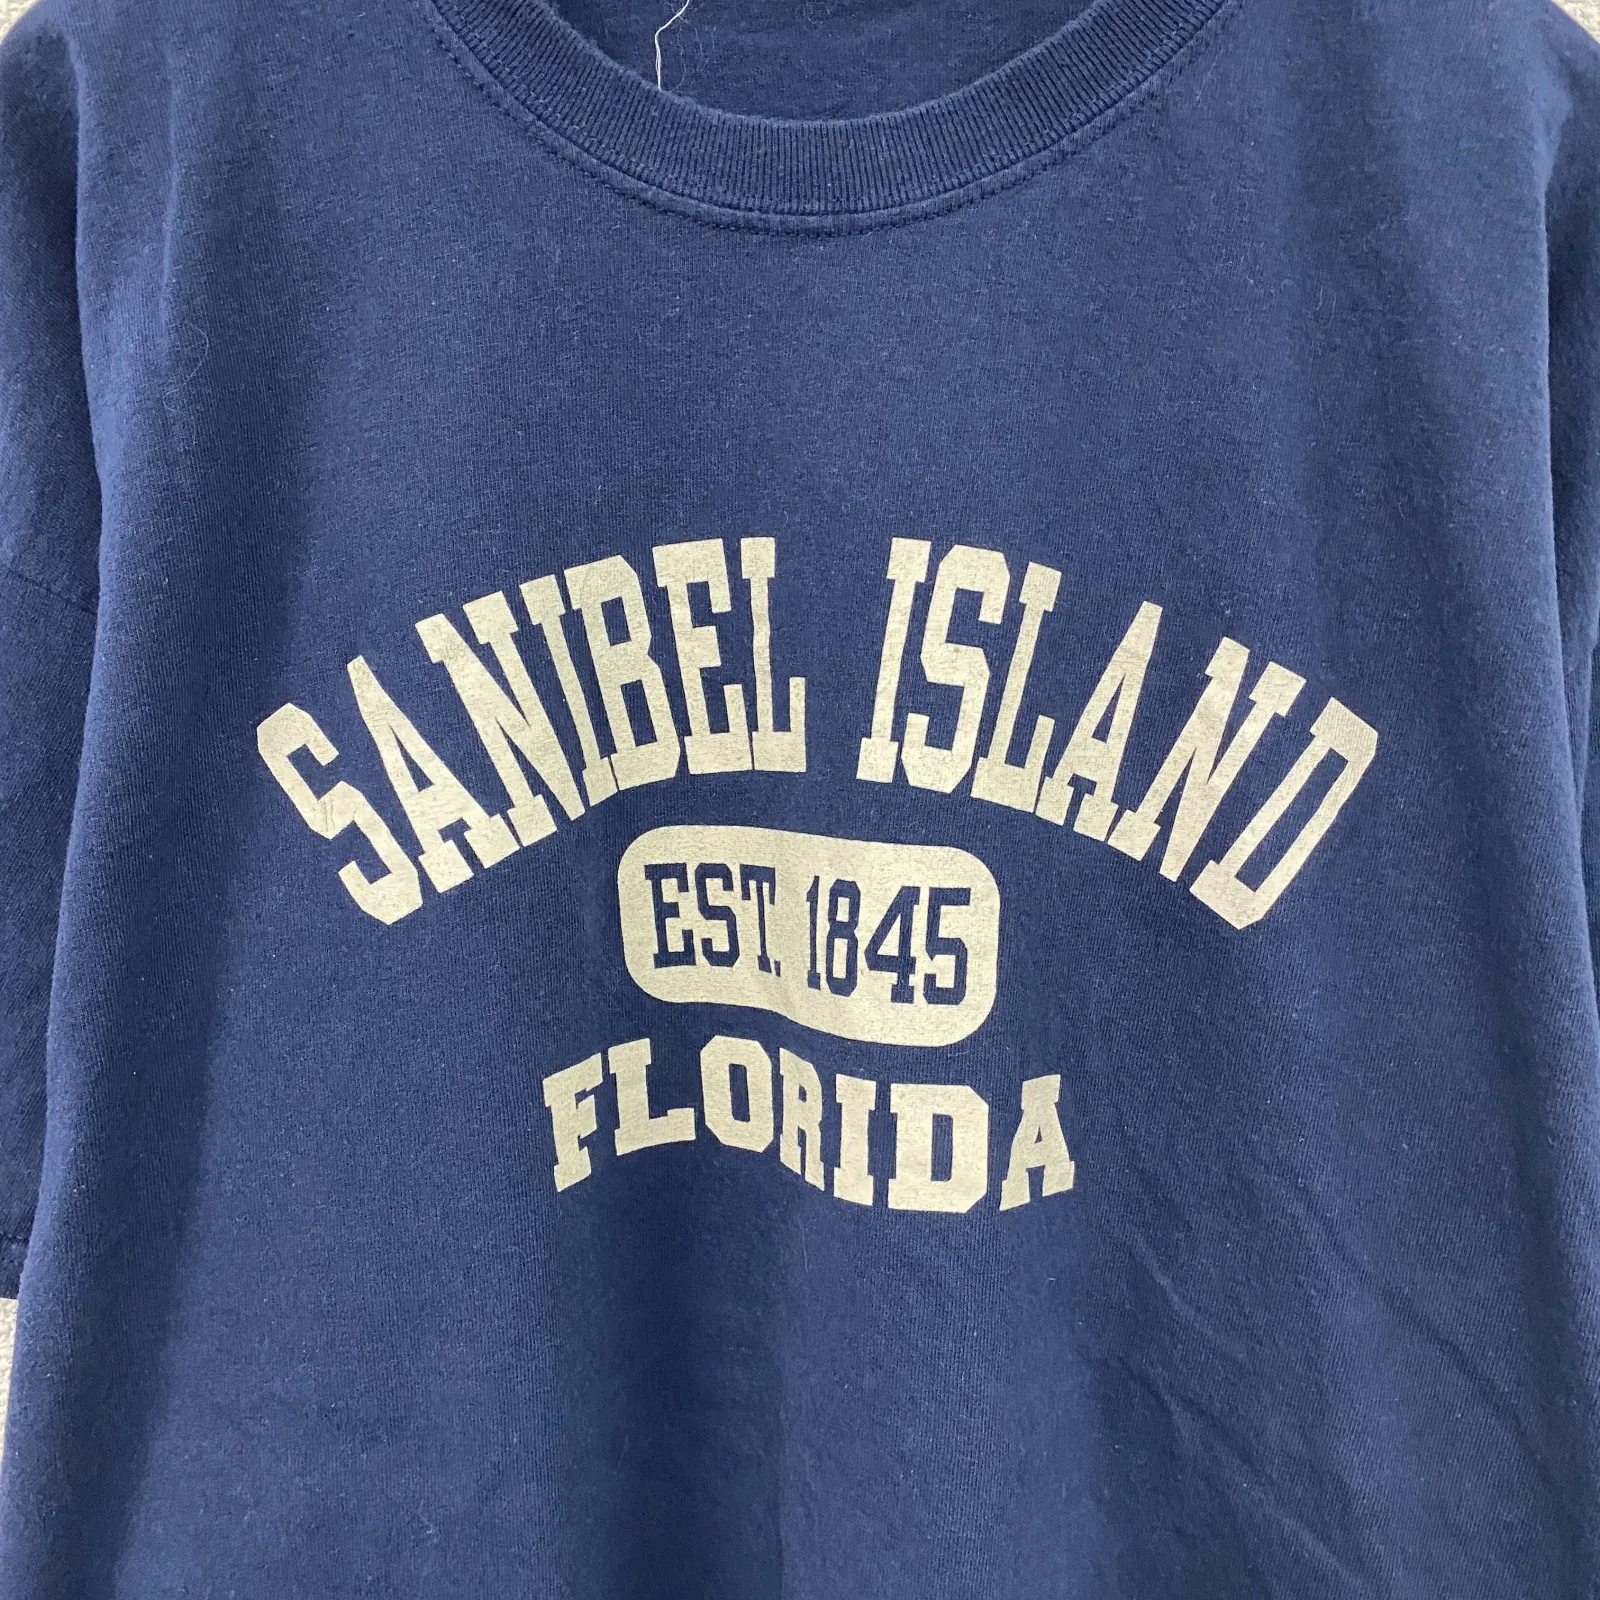 SANIBEL ISLAND
EST. 1845
FLORIDA